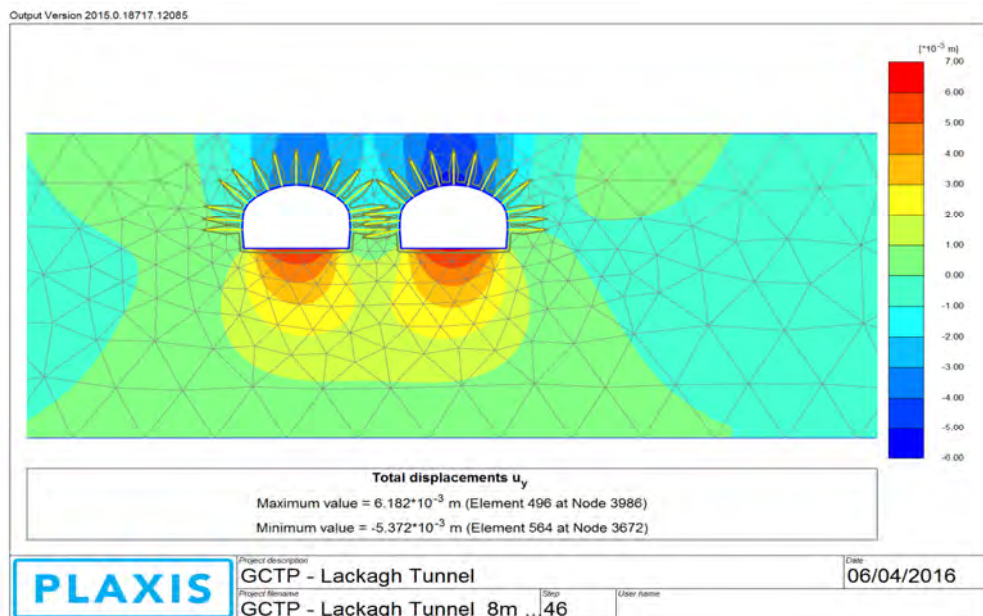 Output Version 2015.0.18717.12085
[*10⁻³ m]
7.00
6.00
5.00
4.00
3.00
2.00
1.00
0.00
-1.00
-2.00
-3.00
-4.00
-5.00
-6.00
Total displacements uᵧ
Maximum value = 6.182*10⁻³ m (Element 496 at Node 3986)
Minimum value = -5.372*10⁻³ m (Element 564 at Node 3672)
PLAXIS
Project description
GCTP - Lackagh Tunnel
Date
06/04/2016
Project filename
GCTP - Lackagh Tunnel_8m ...
Step
46
User name